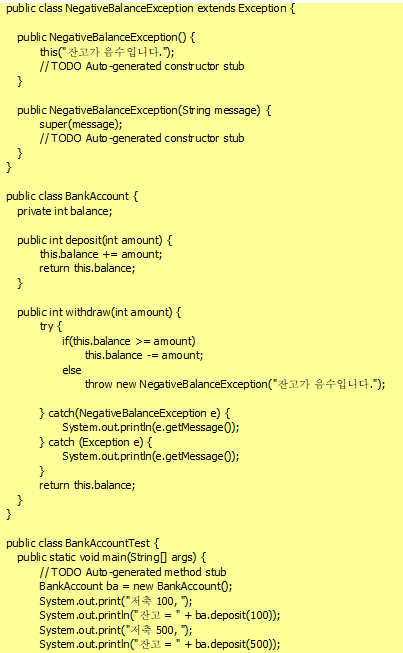 public class NegativeBalanceException extends Exception {
public NegativeBalanceException() {
this("잔고가 음수입니다.");
// TODO Auto-generated constructor stub
}
public NegativeBalanceException(String message) {
super(message);
// TODO Auto-generated constructor stub
}
}
public class BankAccount {
private int balance;
public int deposit(int amount) {
this.balance += amount;
return this.balance;
}
public int withdraw(int amount) {
try {
if(this.balance >= amount)
this.balance -= amount;
else
throw new NegativeBalanceException("잔고가 음수입니다.");
} catch(NegativeBalanceException e) {
System.out.println(e.getMessage());
} catch (Exception e) {
System.out.println(e.getMessage());
}
return this.balance;
}
}
public class BankAccountTest {
public static void main(String[] args) {
// TODO Auto-generated method stub
BankAccount ba = new BankAccount();
System.out.print("저축 100, ");
System.out.println("잔고 = " + ba.deposit(100));
System.out.print("저축 500, ");
System.out.println("잔고 = " + ba.deposit(500));